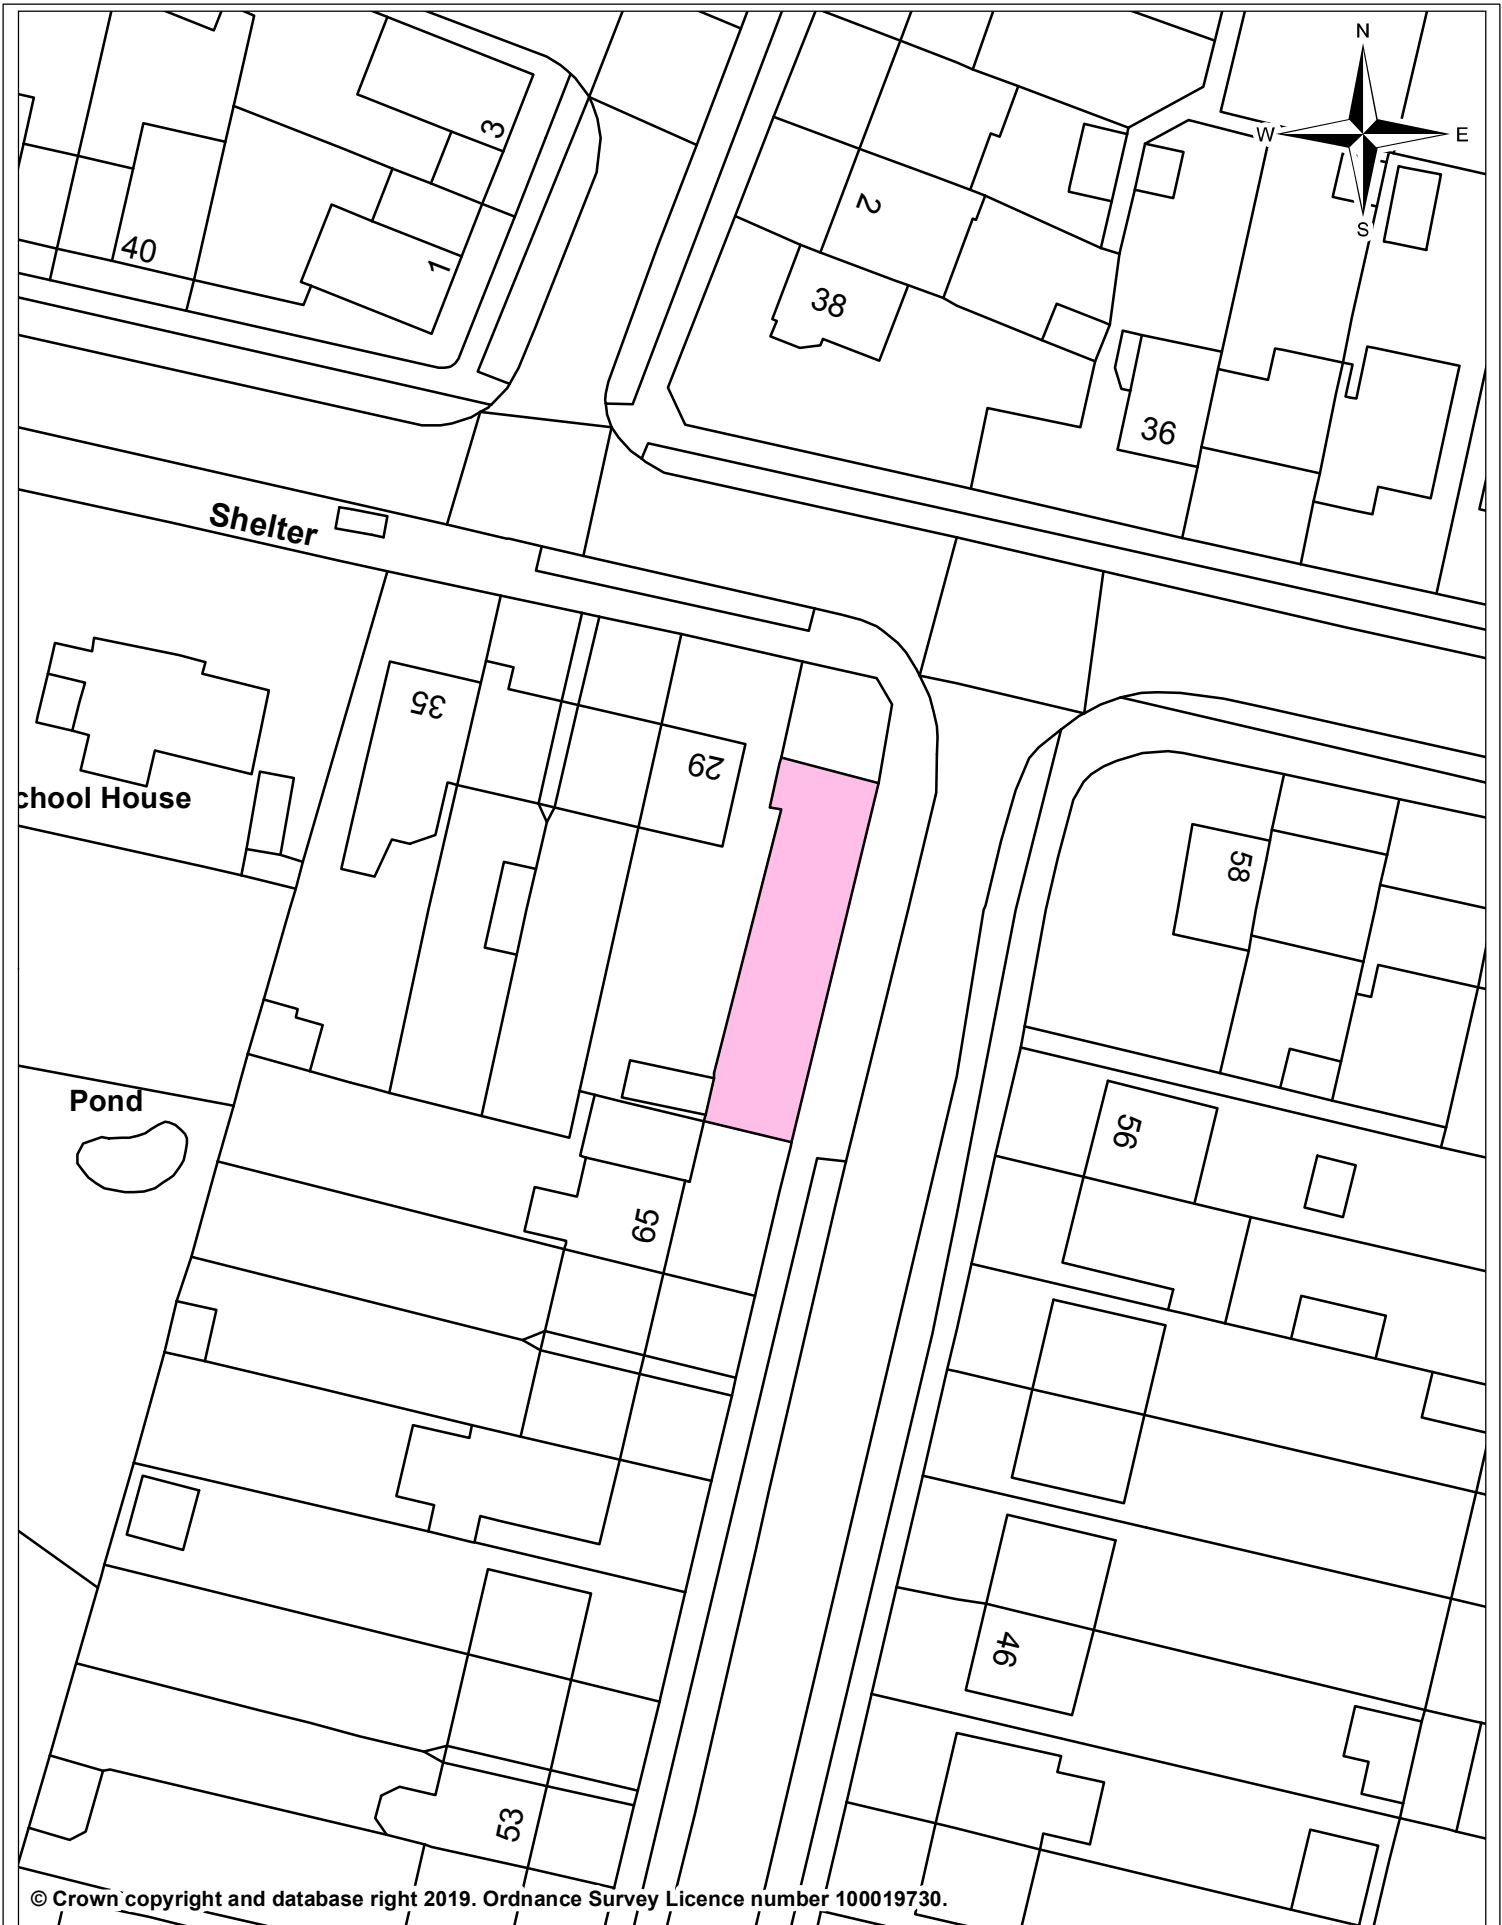 N
W E
S
3
40
1
2
38
36
Shelter
35
29
chool House
58
Pond
56
59
46
53
© Crown copyright and database right 2019. Ordnance Survey Licence number 100019730.